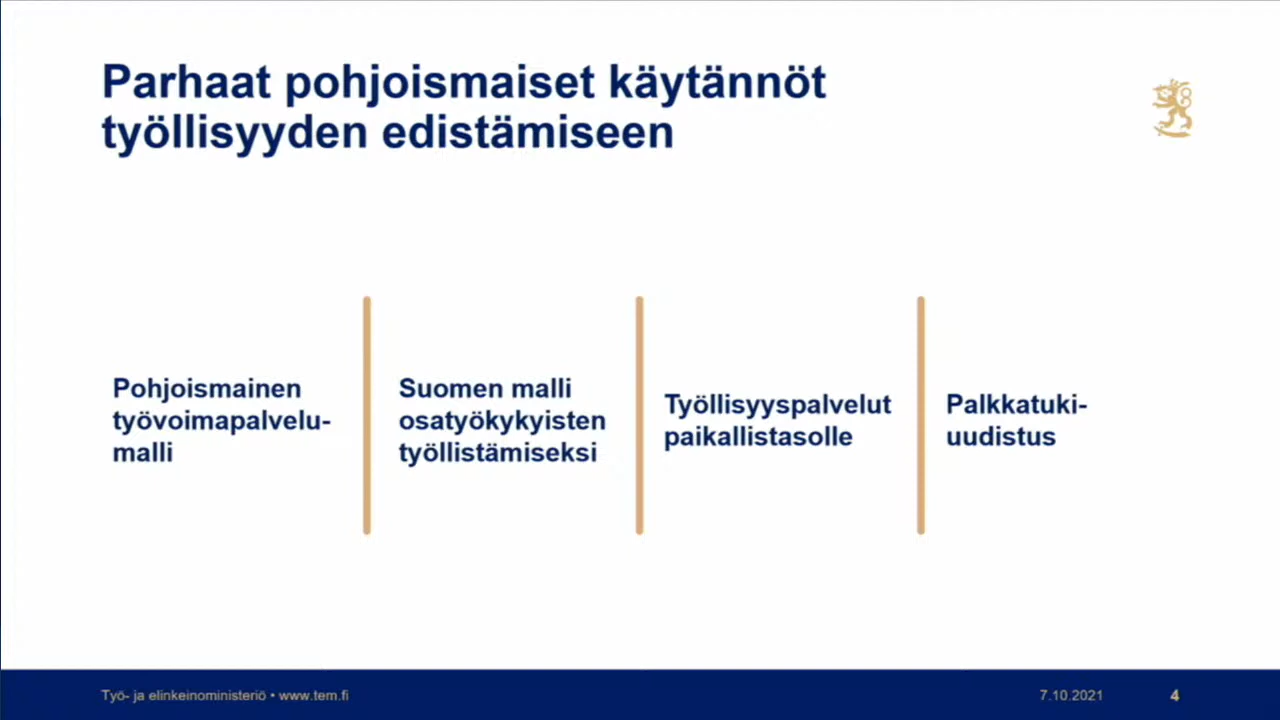 Parhaat pohjoismaiset käytännöt
työllisyyden edistämiseen
Pohjoismainen
työvoimapalvelu-
malli
Suomen malli
osatyökykyisten
työllistämiseksi
Työllisyyspalvelut
paikallistasolle
Palkkatuki-
uudistus
Työ- ja elinkeinoministeriö • www.tem.fi
7.10.2021
4